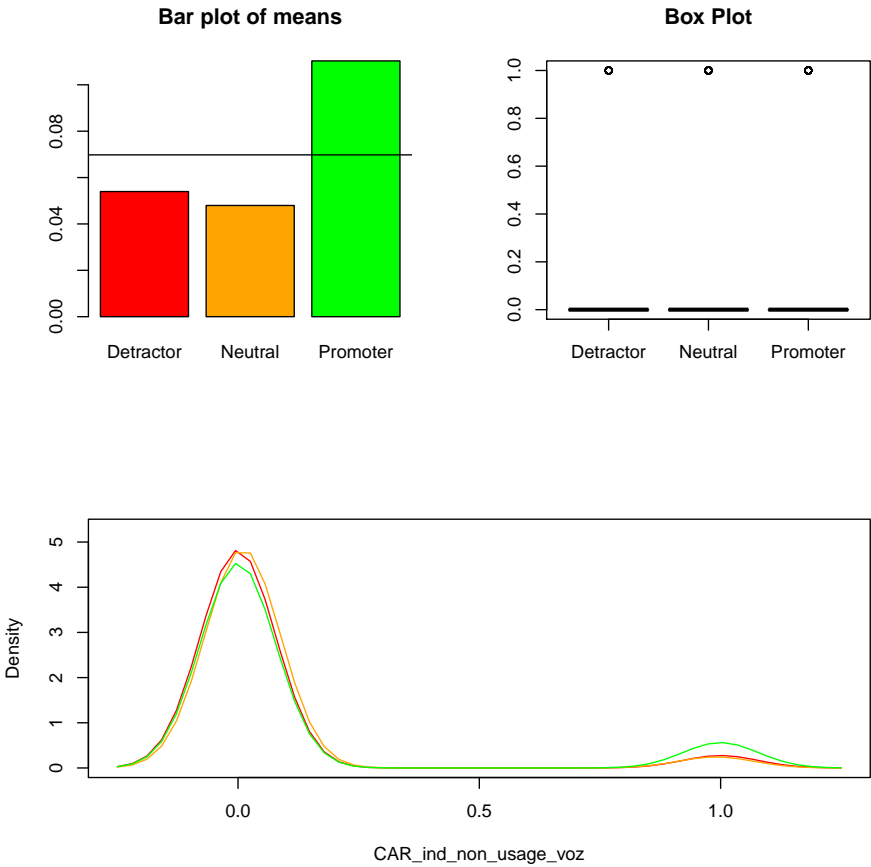 Bar plot of means
0.00
0.04
0.08
Detractor Neutral Promoter
Box Plot
0.0
0.2
0.4
0.6
0.8
1.0
Detractor Neutral Promoter
Density
0
1
2
3
4
5
0.0 0.5 1.0
CAR_ind_non_usage_voz